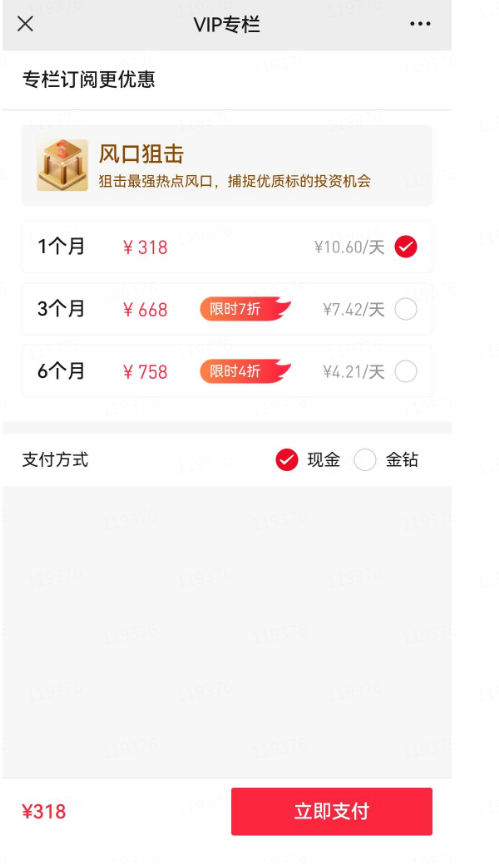 VIP专栏
专栏订阅更优惠
风口狙击
狙击最强热点风口，捕捉优质标的投资机会
1个月 ¥318 ¥10.60/天
3个月 ¥668 限时7折 ¥7.42/天
6个月 ¥758 限时4折 ¥4.21/天
支付方式 现金 金钻
¥318 立即支付